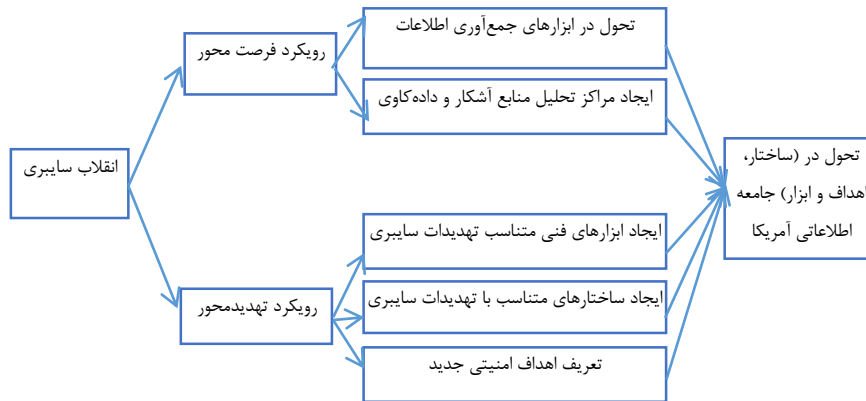 تحول در ابزارهای جمع‌آوری اطلاعات
رویکرد فرصت محور
ایجاد مراکز تحلیل منابع آشکار و داده‌کاوی
انقلاب سایبری
تحول در (ساختار،
اهداف و ابزار) جامعه
اطلاعاتی آمریکا
ایجاد ابزارهای فنی متناسب تهدیدات سایبری
رویکرد تهدیدمحور
ایجاد ساختارهای متناسب با تهدیدات سایبری
تعریف اهداف امنیتی جدید